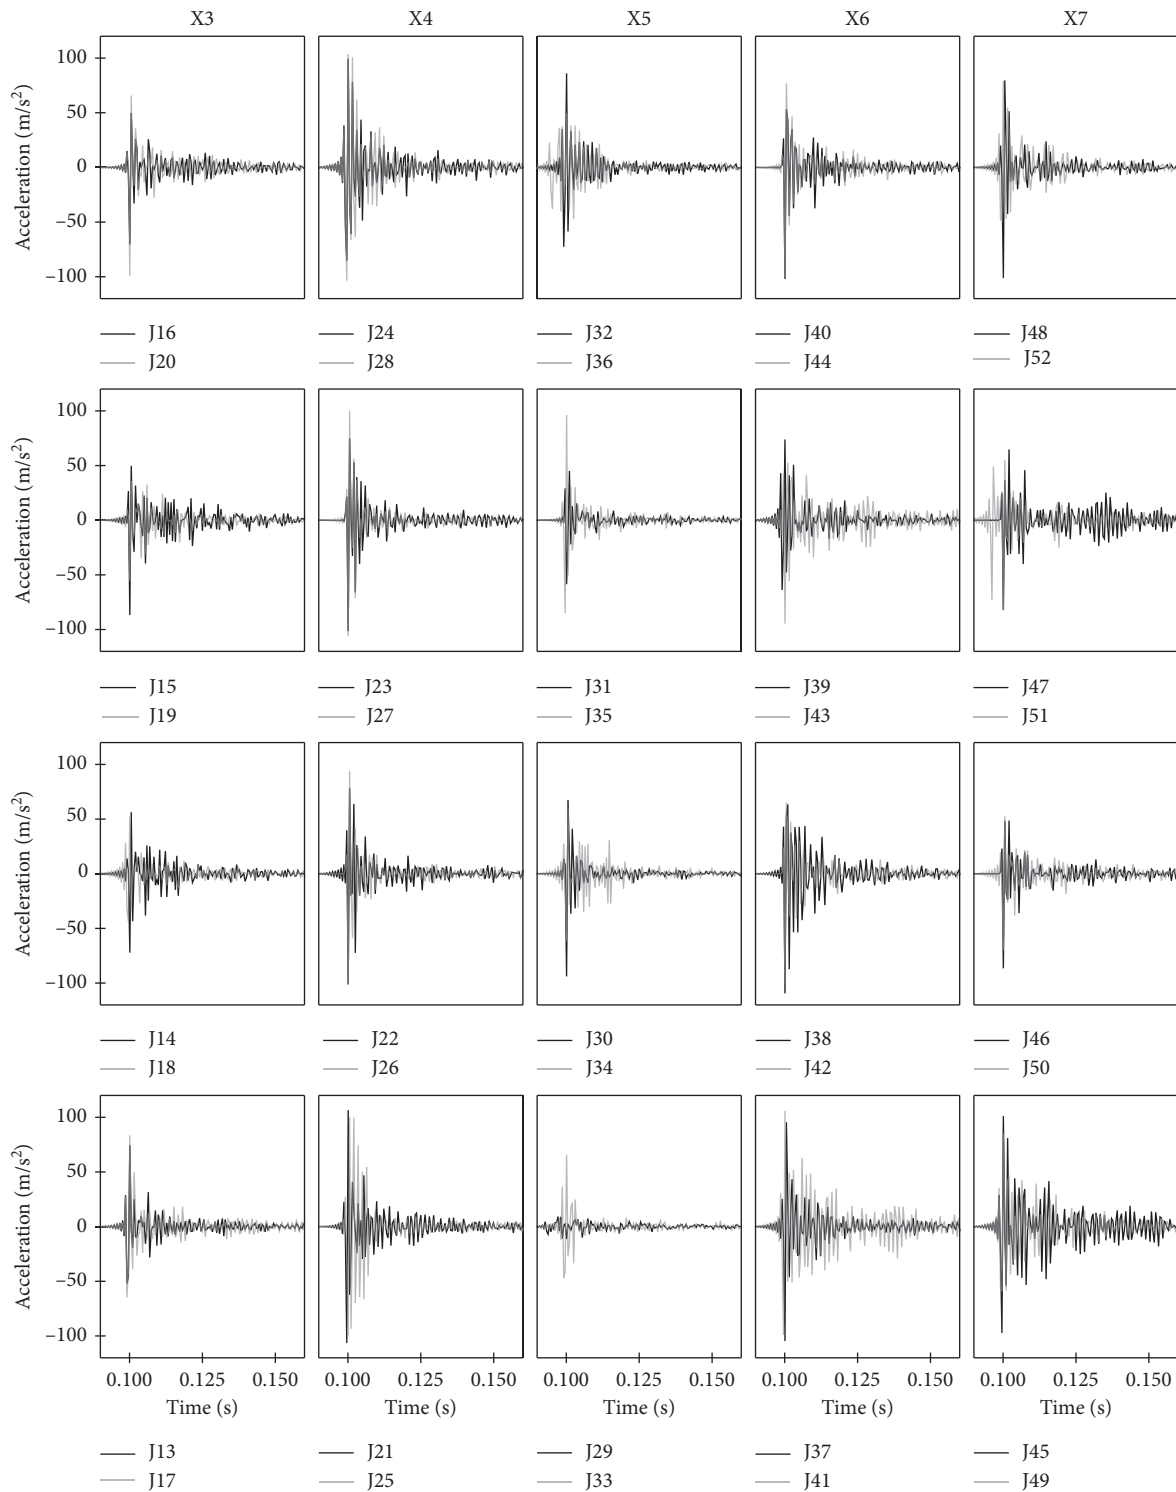 X3 X4 X5 X6 X7
Acceleration (m/s²)
100
50
0
−50
−100
J16 J24 J32 J40 J48
J20 J28 J36 J44 J52
Acceleration (m/s²)
100
50
0
−50
−100
J15 J23 J31 J39 J47
J19 J27 J35 J43 J51
Acceleration (m/s²)
100
50
0
−50
−100
J14 J22 J30 J38 J46
J18 J26 J34 J42 J50
Acceleration (m/s²)
100
50
0
−50
−100
0.100 0.125 0.150 0.100 0.125 0.150 0.100 0.125 0.150 0.100 0.125 0.150 0.100 0.125 0.150
Time (s) Time (s) Time (s) Time (s) Time (s)
J13 J21 J29 J37 J45
J17 J25 J33 J41 J49